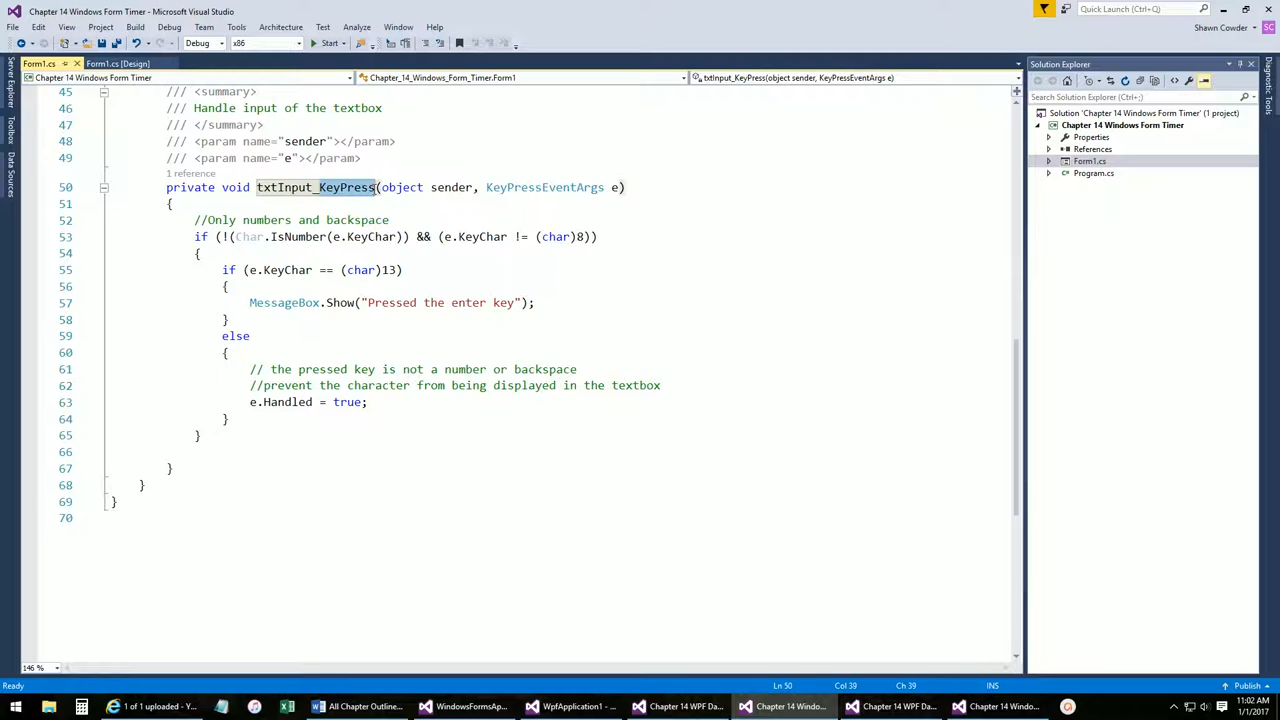 Chapter 14 Windows Form Timer - Microsoft Visual Studio
Quick Launch (Ctrl+Q)
File Edit View Project Build Debug Team Tools Architecture Test Analyze Window Help
Shawn Cowder SC
Debug x86 Start
Form1.cs Form1.cs [Design]
Solution Explorer
Chapter 14 Windows Form Timer Chapter_14_Windows_Form_Timer.Form1 txtInput_KeyPress(object sender, KeyPressEventArgs e)
Server Explorer
Toolbox
Data Sources
Diagnostic Tools
Search Solution Explorer (Ctrl+;)
Solution 'Chapter 14 Windows Form Timer' (1 project)
Chapter 14 Windows Form Timer
Properties
References
Form1.cs
Program.cs
45 /// <summary>
46 /// Handle input of the textbox
47 /// </summary>
48 /// <param name="sender"></param>
49 /// <param name="e"></param>
1 reference
50 private void txtInput_KeyPress(object sender, KeyPressEventArgs e)
51 {
52 //Only numbers and backspace
53 if (!(Char.IsNumber(e.KeyChar)) && (e.KeyChar != (char)8))
54 {
55 if (e.KeyChar == (char)13)
56 {
57 MessageBox.Show("Pressed the enter key");
58 }
59 else
60 {
61 // the pressed key is not a number or backspace
62 //prevent the character from being displayed in the textbox
63 e.Handled = true;
64 }
65 }
66
67 }
68 }
69 }
70
146 %
Ready Ln 50 Col 39 Ch 39 INS Publish
1 of 1 uploaded - Y... All Chapter Outline... WindowsFormsAp... WpfApplication1 - ... Chapter 14 WPF Da... Chapter 14 Windo... Chapter 14 WPF Da... Chapter 14 Windo...
11:02 AM
1/1/2017